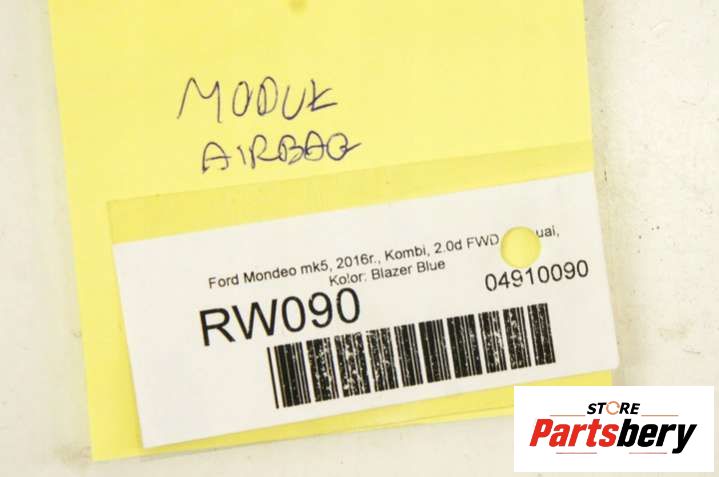 MODUŁ
AIRBAG
Ford Mondeo mk5, 2016r., Kombi, 2.0d FWD
Kolor: Blazer Blue
RW090
04910090
STORE
Partsbery